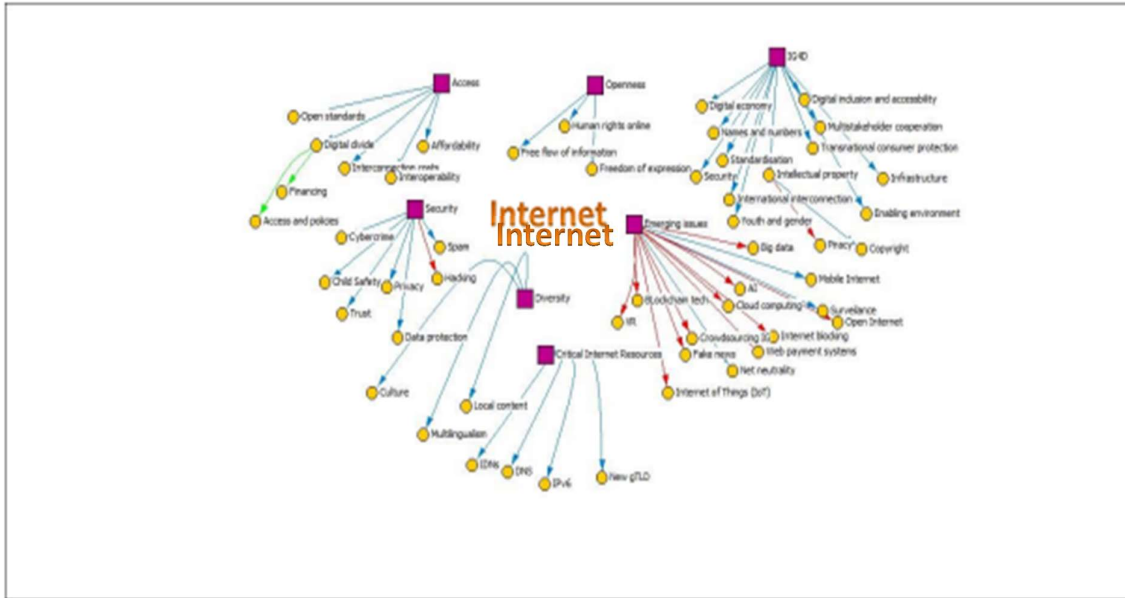 Access
Open standards
Digital divide
Affordability
Interconnection costs
Interoperability
Financing
Access and policies
Openness
Human rights online
Free flow of information
Freedom of expression
IG4D
Digital economy
Digital inclusion and accessibility
Names and numbers
Multistakeholder cooperation
Transnational consumer protection
Standardisation
Security
Intellectual property
Infrastructure
International interconnection
Enabling environment
Youth and gender
Piracy
Copyright
Security
Cybercrime
Spam
Child Safety
Privacy
Hacking
Trust
Data protection
Internet
Internet
Diversity
Culture
Local content
Multilingualism
Critical Internet Resources
IDNs
DNS
IPv6
New gTLD
Emerging issues
Big data
Mobile Internet
AI
BLockchain tech
Cloud computing
Surveilance
VR
Open Internet
Crowdsourcing IG
Internet blocking
Fake news
Web payment systems
Net neutrality
Internet of Things (IoT)